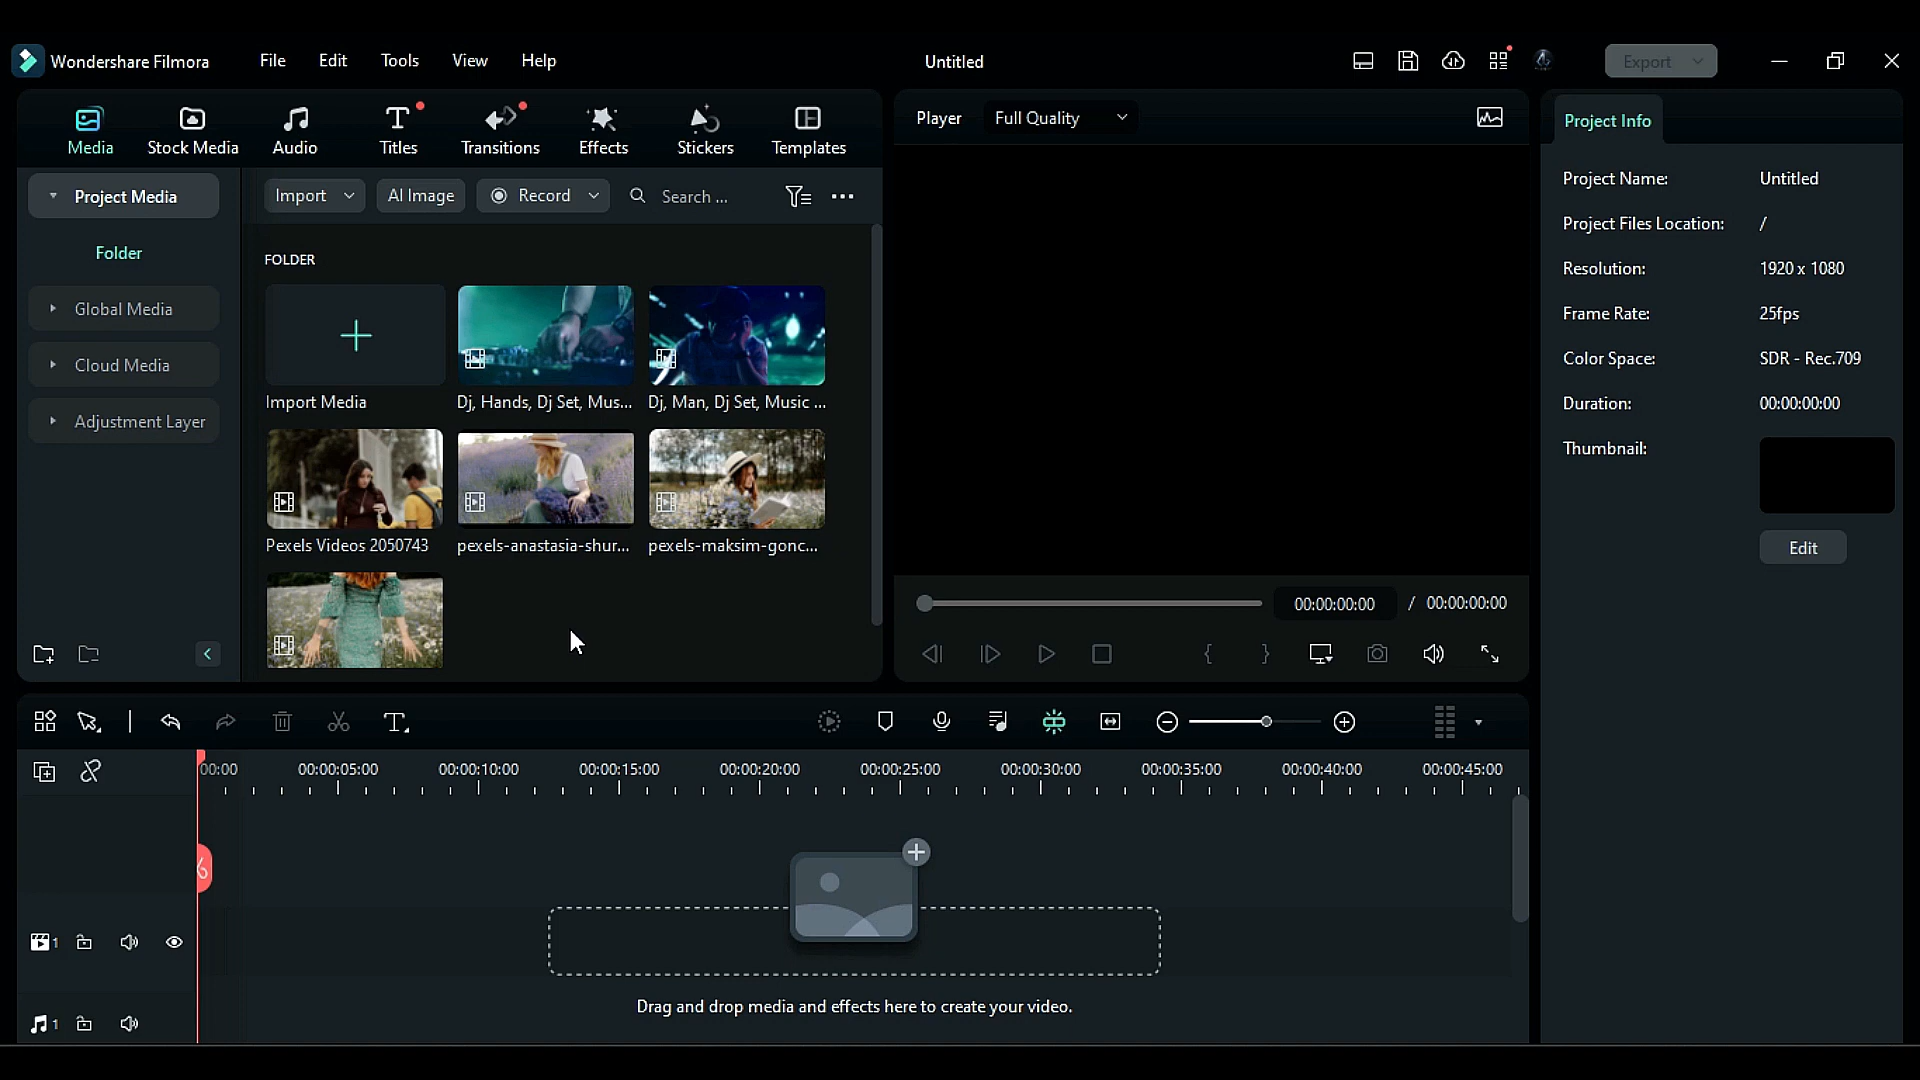 Wondershare Filmora File Edit Tools View Help Untitled Export
Media Stock Media Audio Titles Transitions Effects Stickers Templates
Player Full Quality
Project Info
Project Media
Folder
Global Media
Cloud Media
Adjustment Layer
Import AI Image Record Search ...
FOLDER
Import Media Dj, Hands, Dj Set, Mus... Dj, Man, Dj Set, Music ...
Pexels Videos 2050743 pexels-anastasia-shur... pexels-maksim-gonc...
00:00:00:00 / 00:00:00:00
{ }
Project Name: Untitled
Project Files Location: /
Resolution: 1920 x 1080
Frame Rate: 25fps
Color Space: SDR - Rec.709
Duration: 00:00:00:00
Thumbnail:
Edit
00:00 00:00:05:00 00:00:10:00 00:00:15:00 00:00:20:00 00:00:25:00 00:00:30:00 00:00:35:00 00:00:40:00 00:00:45:00
1
Drag and drop media and effects here to create your video.
1